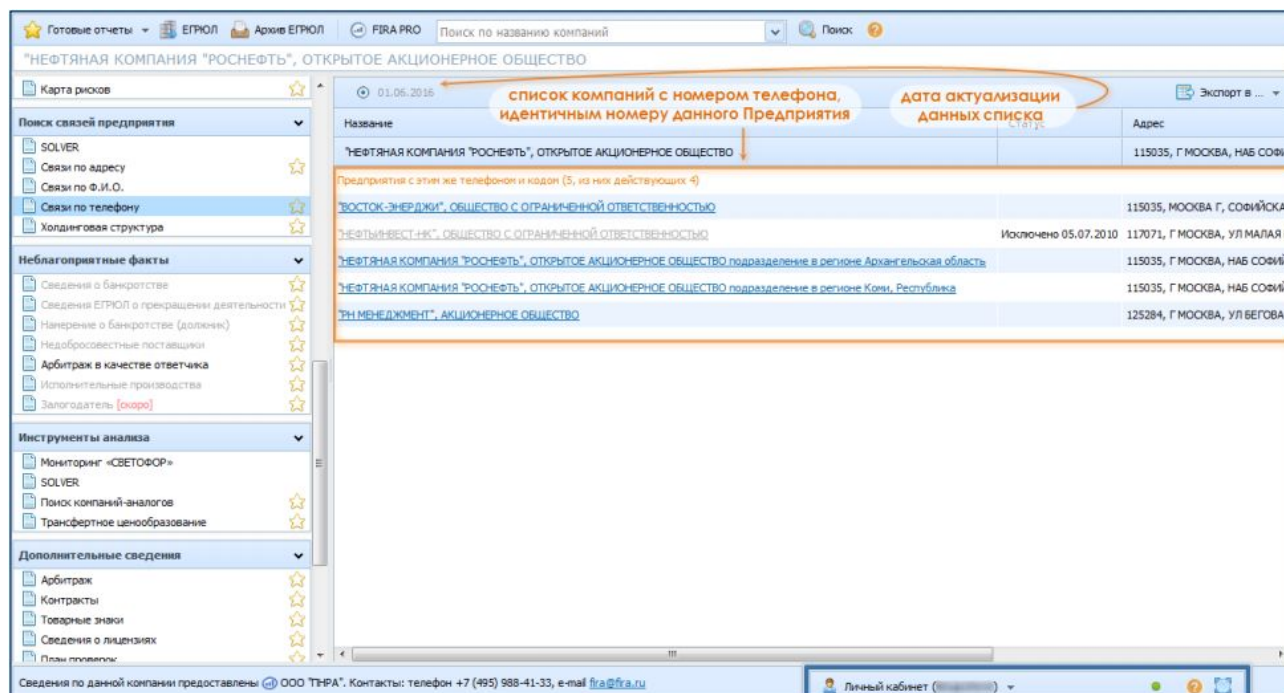 Готовые отчеты ЕГРЮЛ Архив ЕГРЮЛ FIRA PRO Поиск по названию компаний Поиск
"НЕФТЯНАЯ КОМПАНИЯ "РОСНЕФТЬ", ОТКРЫТОЕ АКЦИОНЕРНОЕ ОБЩЕСТВО
Карта рисков
Поиск связей предприятия
SOLVER
Связи по адресу
Связи по Ф.И.О.
Связи по телефону
Холдинговая структура
Неблагоприятные факты
Сведения о банкротстве
Сведения ЕГРЮЛ о прекращении деятельности
Намерение о банкротстве (должник)
Недобросовестные поставщики
Арбитраж в качестве ответчика
Исполнительные производства
Залогодатель [скоро]
Инструменты анализа
Мониторинг «СВЕТОФОР»
SOLVER
Поиск компаний-аналогов
Трансфертное ценообразование
Дополнительные сведения
Арбитраж
Контракты
Товарные знаки
Сведения о лицензиях
План проверок
01.06.2016
список компаний с номером телефона,
идентичным номеру данного Предприятия
дата актуализации
данных списка
Экспорт в ...
Название Статус Адрес
"НЕФТЯНАЯ КОМПАНИЯ "РОСНЕФТЬ", ОТКРЫТОЕ АКЦИОНЕРНОЕ ОБЩЕСТВО 115035, Г МОСКВА, НАБ СОФИ
Предприятия с этим же телефоном и кодом (5, из них действующих 4)
"ВОСТОК-ЭНЕРДЖИ", ОБЩЕСТВО С ОГРАНИЧЕННОЙ ОТВЕТСТВЕННОСТЬЮ 115035, МОСКВА Г, СОФИЙСКА
"НЕФТЬИНВЕСТ-НК", ОБЩЕСТВО С ОГРАНИЧЕННОЙ ОТВЕТСТВЕННОСТЬЮ Исключено 05.07.2010 117071, Г МОСКВА, УЛ МАЛАЯ
"НЕФТЯНАЯ КОМПАНИЯ "РОСНЕФТЬ", ОТКРЫТОЕ АКЦИОНЕРНОЕ ОБЩЕСТВО подразделение в регионе Архангельская область 115035, Г МОСКВА, НАБ СОФИЙ
"НЕФТЯНАЯ КОМПАНИЯ "РОСНЕФТЬ", ОТКРЫТОЕ АКЦИОНЕРНОЕ ОБЩЕСТВО подразделение в регионе Коми, Республика 115035, Г МОСКВА, НАБ СОФИЙ
"РН МЕНЕДЖМЕНТ", АКЦИОНЕРНОЕ ОБЩЕСТВО 125284, Г МОСКВА, УЛ БЕГОВА
Сведения по данной компании предоставлены ООО "ПНРА". Контакты: телефон +7 (495) 988-41-33, e-mail fira@fira.ru
Личный кабинет (